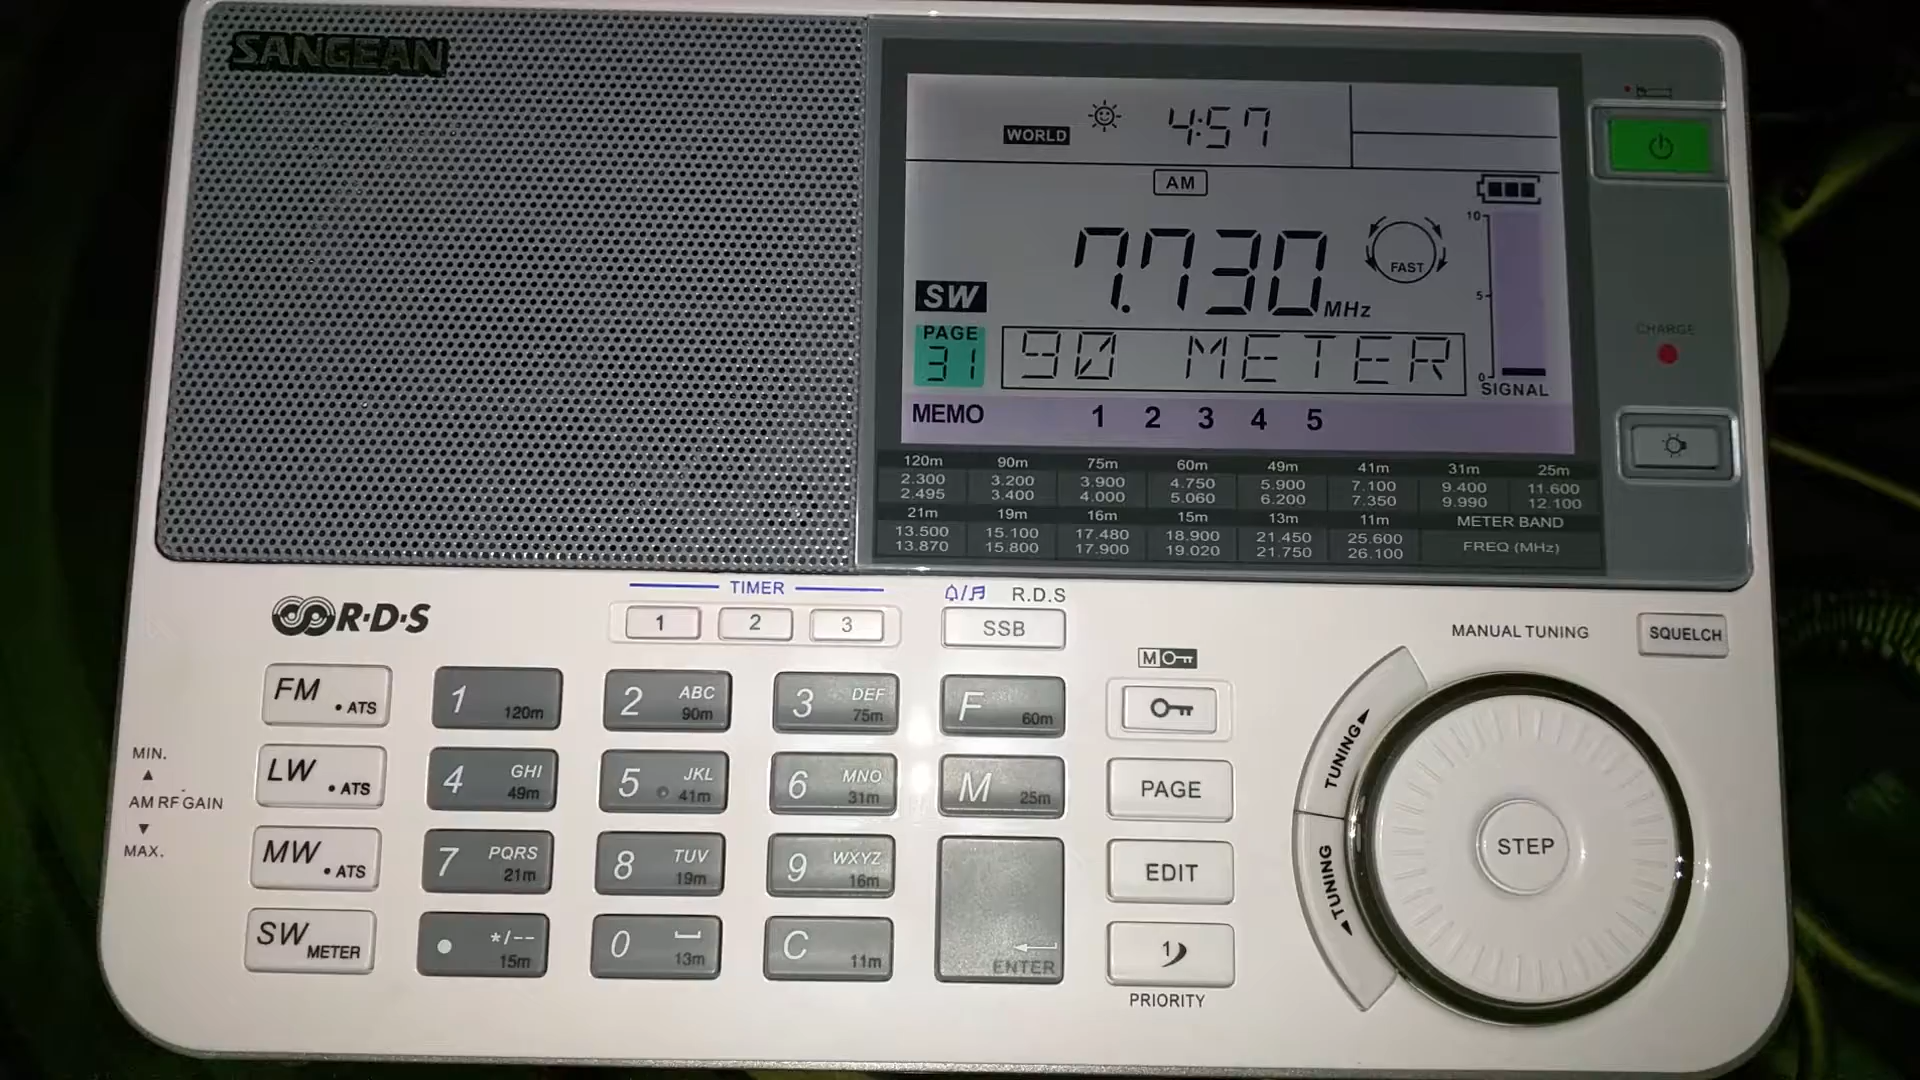 SANGEAN
WORLD 4:57
AM
10
7.730 MHz
FAST
5
SW
PAGE
31
90 METER
0
SIGNAL
CHARGE
MEMO 1 2 3 4 5
120m 90m 75m 60m 49m 41m 31m 25m
2.300 3.200 3.900 4.750 5.900 7.100 9.400 11.600
2.495 3.400 4.000 5.060 6.200 7.350 9.990 12.100
21m 19m 16m 15m 13m 11m METER BAND
13.500 15.100 17.480 18.900 21.450 25.600 FREQ (MHz)
13.870 15.800 17.900 19.020 21.750 26.100
TIMER
R.D.S
R·D·S
1 2 3 SSB
MANUAL TUNING
SQUELCH
M
FM • ATS
1 120m
2 ABC 90m
3 DEF 75m
F 60m
TUNING
MIN.
AM RF GAIN
MAX.
LW • ATS
4 GHI 49m
5 JKL 41m
6 MNO 31m
M 25m
PAGE
STEP
MW • ATS
7 PQRS 21m
8 TUV 19m
9 WXYZ 16m
EDIT
TUNING
SW METER
• */-- 15m
0 13m
C 11m
ENTER
1
PRIORITY